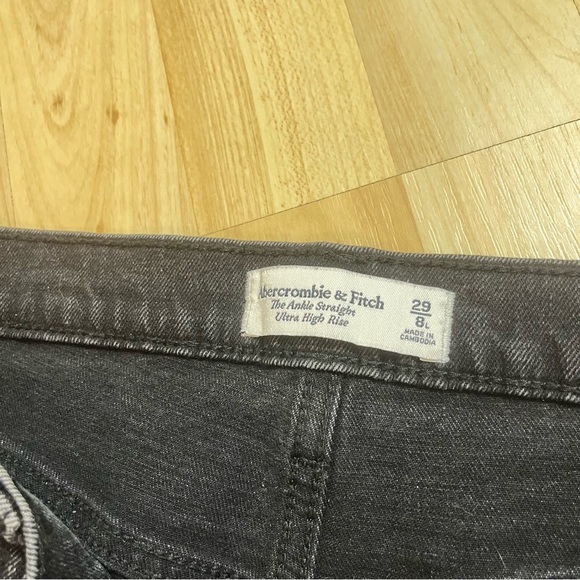 Abercrombie & Fitch
The Ankle Straight
Ultra High Rise
29
8L
MADE IN
CAMBODIA